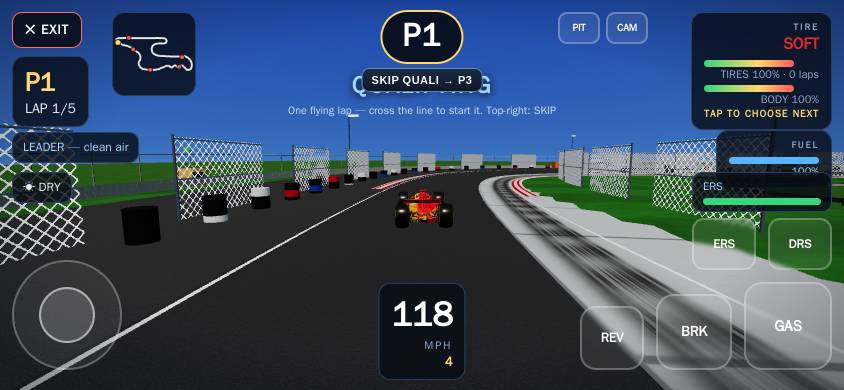 ✕ EXIT
P1
LAP 1/5
LEADER — clean air
☀ DRY
P1
SKIP QUALI → P3
One flying lap — cross the line to start it. Top-right: SKIP
PIT
CAM
TIRE
SOFT
TIRES 100% · 0 laps
BODY 100%
TAP TO CHOOSE NEXT
FUEL
100%
ERS
ERS
DRS
118
MPH
4
REV
BRK
GAS